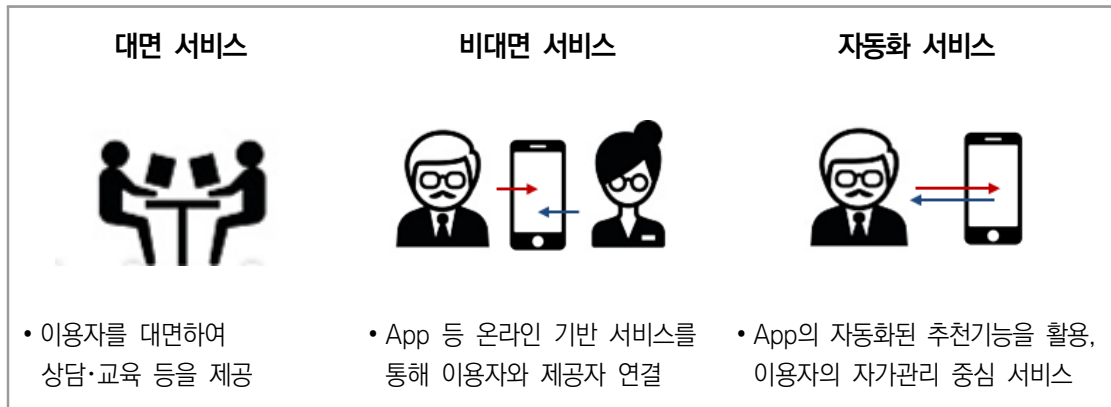 대면 서비스
비대면 서비스
자동화 서비스
• 이용자를 대면하여
상담·교육 등을 제공
• App 등 온라인 기반 서비스를
통해 이용자와 제공자 연결
• App의 자동화된 추천기능을 활용,
이용자의 자가관리 중심 서비스